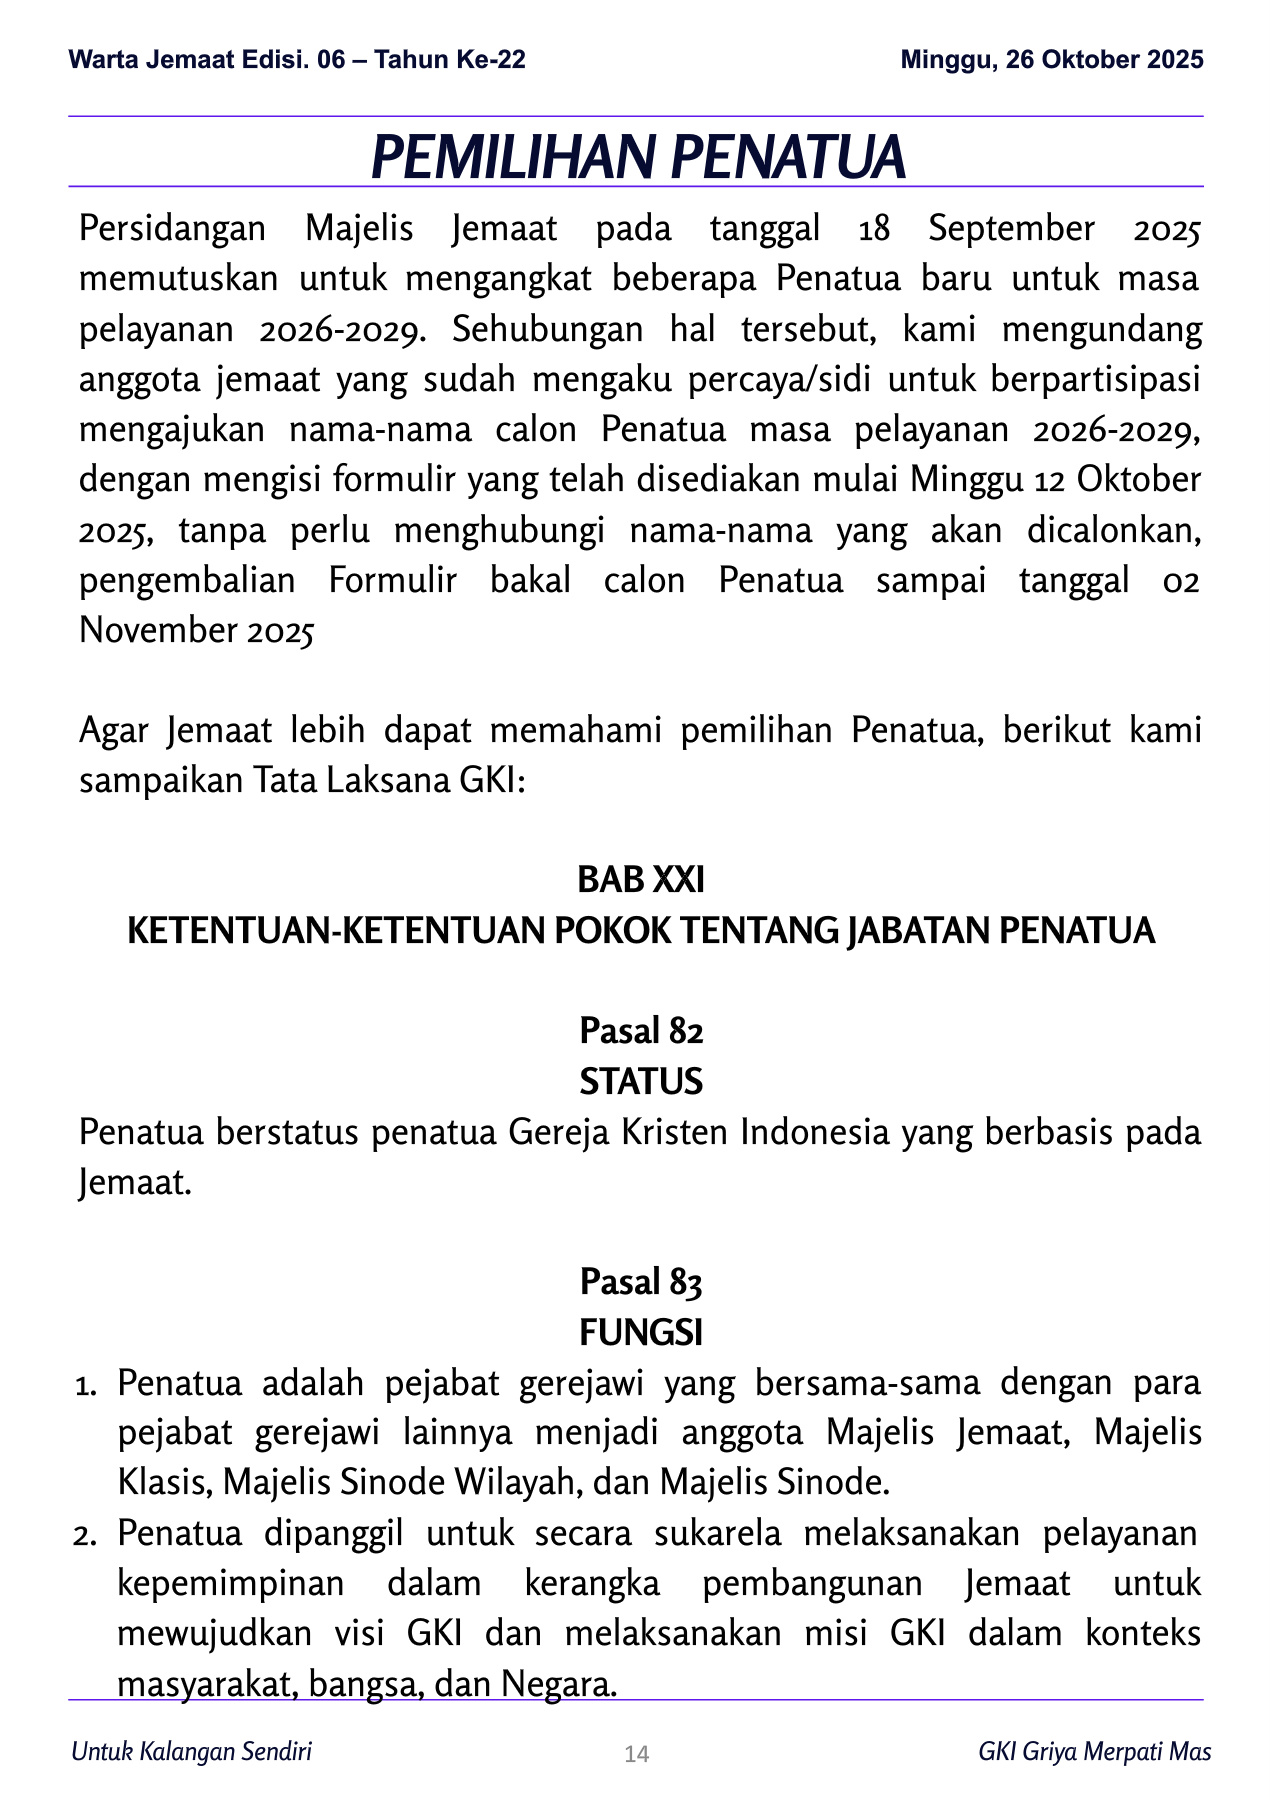 Warta Jemaat Edisi. 06 – Tahun Ke-22
Minggu, 26 Oktober 2025
PEMILIHAN PENATUA
Persidangan Majelis Jemaat pada tanggal 18 September 2025
memutuskan untuk mengangkat beberapa Penatua baru untuk masa
pelayanan 2026-2029. Sehubungan hal tersebut, kami mengundang
anggota jemaat yang sudah mengaku percaya/sidi untuk berpartisipasi
mengajukan nama-nama calon Penatua masa pelayanan 2026-2029,
dengan mengisi formulir yang telah disediakan mulai Minggu 12 Oktober
2025, tanpa perlu menghubungi nama-nama yang akan dicalonkan,
pengembalian Formulir bakal calon Penatua sampai tanggal 02
November 2025
Agar Jemaat lebih dapat memahami pemilihan Penatua, berikut kami
sampaikan Tata Laksana GKI:
BAB XXI
KETENTUAN-KETENTUAN POKOK TENTANG JABATAN PENATUA
Pasal 82
STATUS
Penatua berstatus penatua Gereja Kristen Indonesia yang berbasis pada
Jemaat.
Pasal 83
FUNGSI
1. Penatua adalah pejabat gerejawi yang bersama-sama dengan para
pejabat gerejawi lainnya menjadi anggota Majelis Jemaat, Majelis
Klasis, Majelis Sinode Wilayah, dan Majelis Sinode.
2. Penatua dipanggil untuk secara sukarela melaksanakan pelayanan
kepemimpinan dalam kerangka pembangunan Jemaat untuk
mewujudkan visi GKI dan melaksanakan misi GKI dalam konteks
masyarakat, bangsa, dan Negara.
Untuk Kalangan Sendiri
14
GKI Griya Merpati Mas